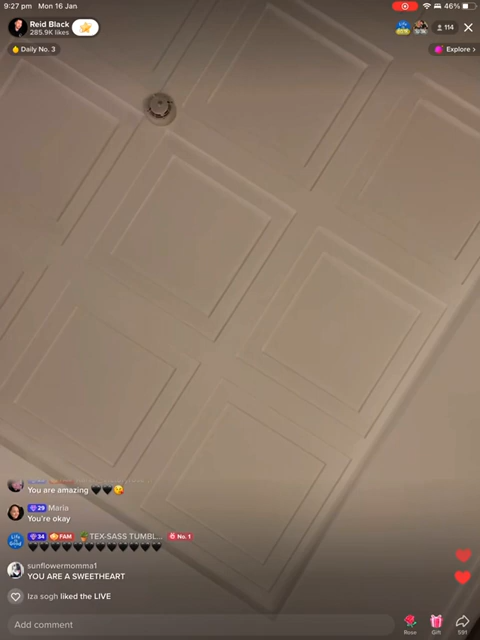 9:27 pm Mon 16 Jan
46%
Reid Black
285.9K likes
114
Daily No. 3
Explore >
You are amazing
29 Maria
You're okay
34 FAM TEX-SASS TUMBL... No. 1
sunflowermomma1
YOU ARE A SWEETHEART
Iza sogh liked the LIVE
Add comment
Rose
Gift
591